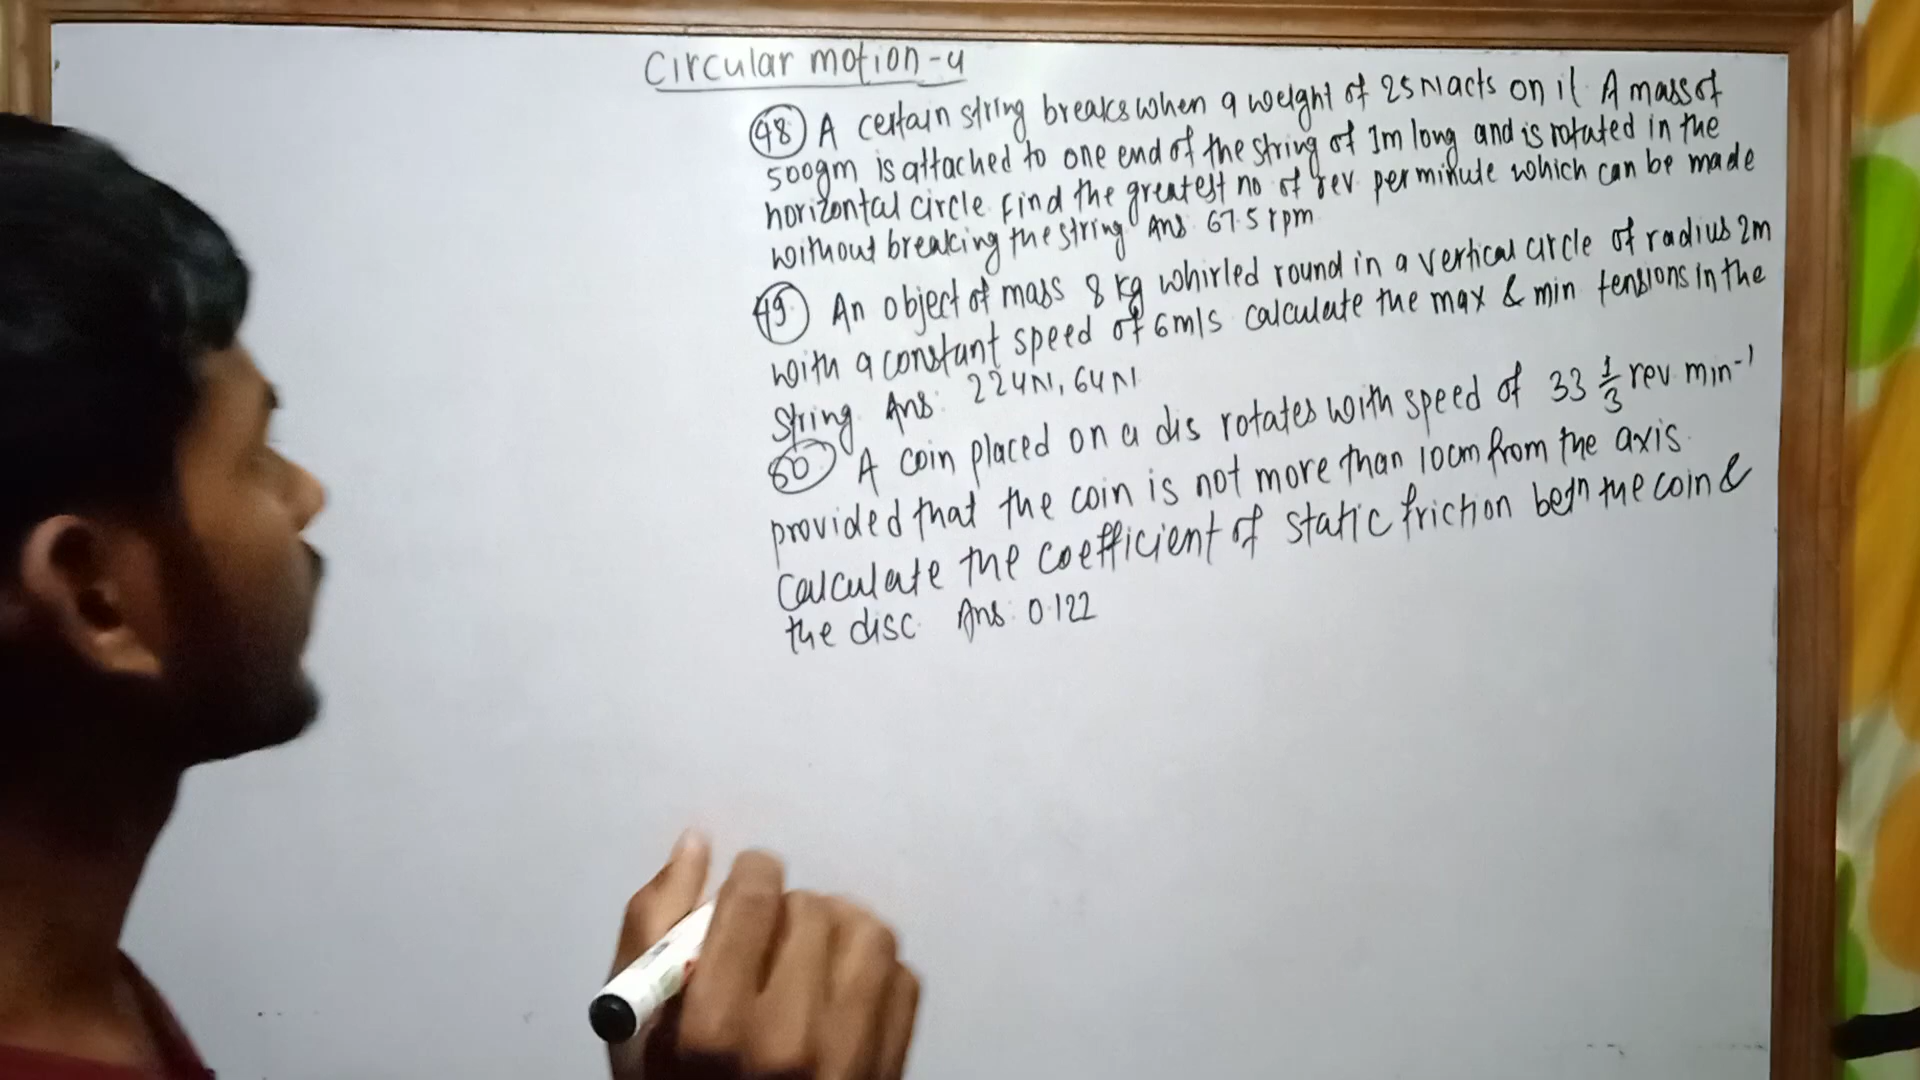 Circular motion-4
(48) A certain string breaks when a weight of 25N acts on it. A mass of
500gm is attached to one end of the string of 1m long and is rotated in the
horizontal circle. Find the greatest no of rev. per minute which can be made
without breaking the string Ans: 67.5 rpm
(49) An object of mass 8 kg whirled round in a vertical circle of radius 2m
with a constant speed of 6m/s calculate the max & min tensions in the
string. Ans: 224N, 64N
(50) A coin placed on a dis rotates with speed of 33 1/3 rev min⁻¹
provided that the coin is not more than 10cm from the axis.
Calculate the coefficient of static friction betn the coin &
the disc. Ans: 0.122